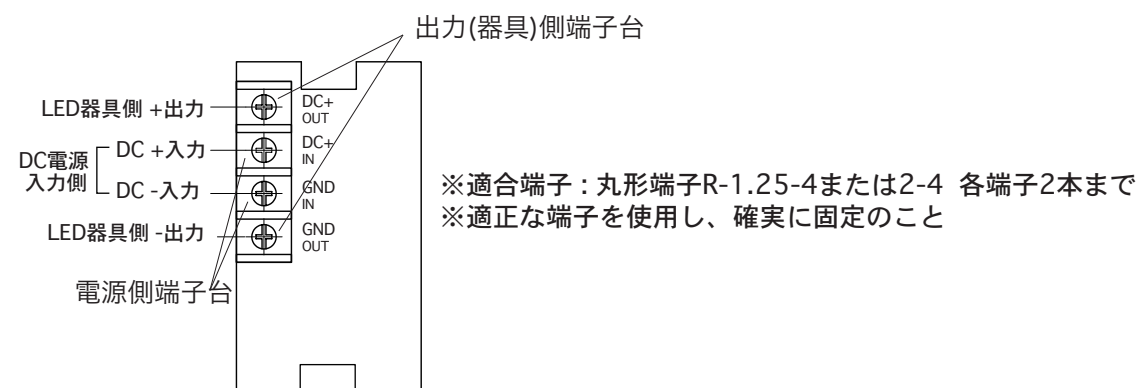 出力(器具)側端子台
LED器具側 +出力
DC+
OUT
DC電源
入力側
DC +入力
DC+
IN
DC -入力
GND
IN
LED器具側 -出力
GND
OUT
電源側端子台
※適合端子 : 丸形端子R-1.25-4または2-4 各端子2本まで
※適正な端子を使用し、確実に固定のこと